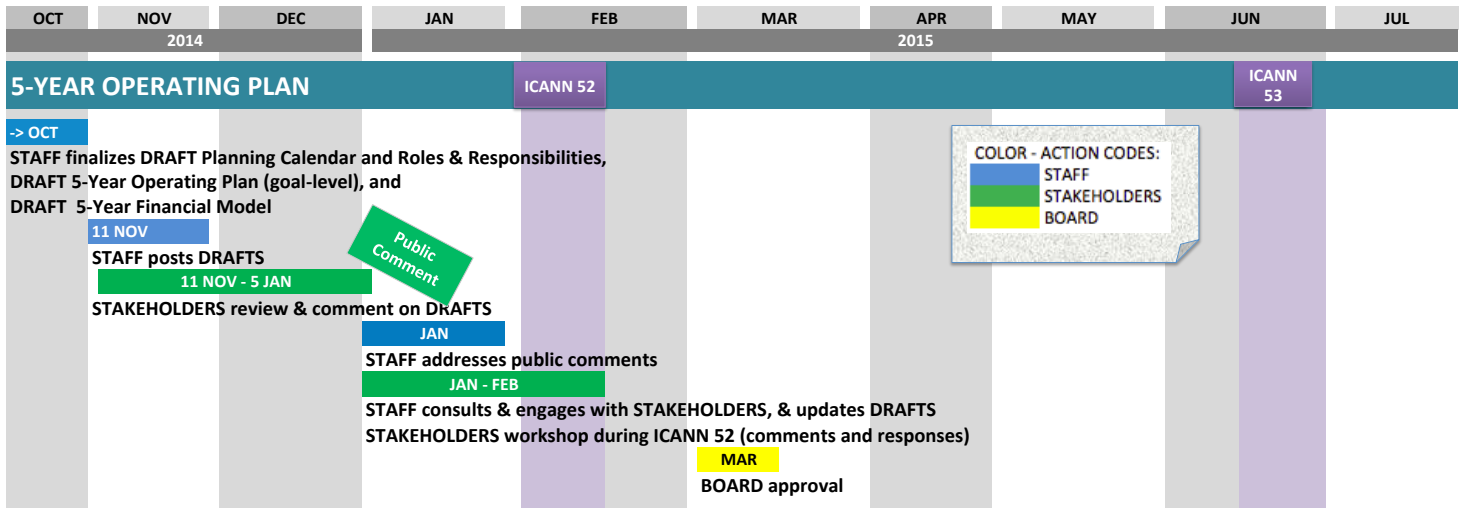 OCT NOV DEC JAN FEB MAR APR MAY JUN JUL
2014 2015
5-YEAR OPERATING PLAN ICANN 52 ICANN
53
-> OCT
STAFF finalizes DRAFT Planning Calendar and Roles & Responsibilities,
DRAFT 5-Year Operating Plan (goal-level), and
DRAFT 5-Year Financial Model
COLOR - ACTION CODES:
STAFF
STAKEHOLDERS
BOARD
11 NOV
STAFF posts DRAFTS
Public
Comment
11 NOV - 5 JAN
STAKEHOLDERS review & comment on DRAFTS
JAN
STAFF addresses public comments
JAN - FEB
STAFF consults & engages with STAKEHOLDERS, & updates DRAFTS
STAKEHOLDERS workshop during ICANN 52 (comments and responses)
MAR
BOARD approval